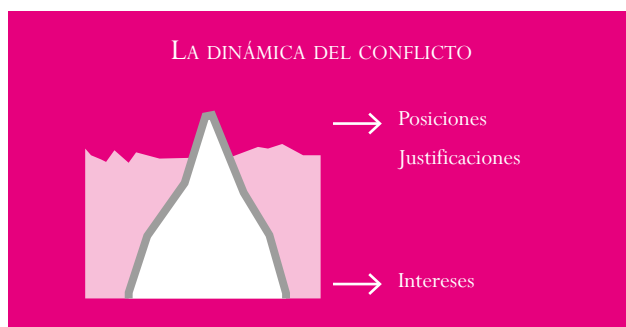 La dinámica del conflicto
Posiciones
Justificaciones
Intereses